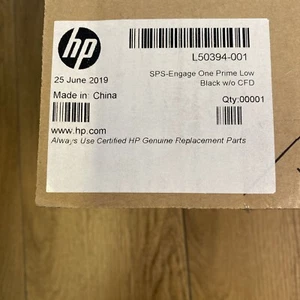 hp
L50394-001
25 June 2019
SPS-Engage One Prime Low
Black w/o CFD
Made in: China
Qty:00001
www.hp.com
Always Use Certified HP Genuine Replacement Parts